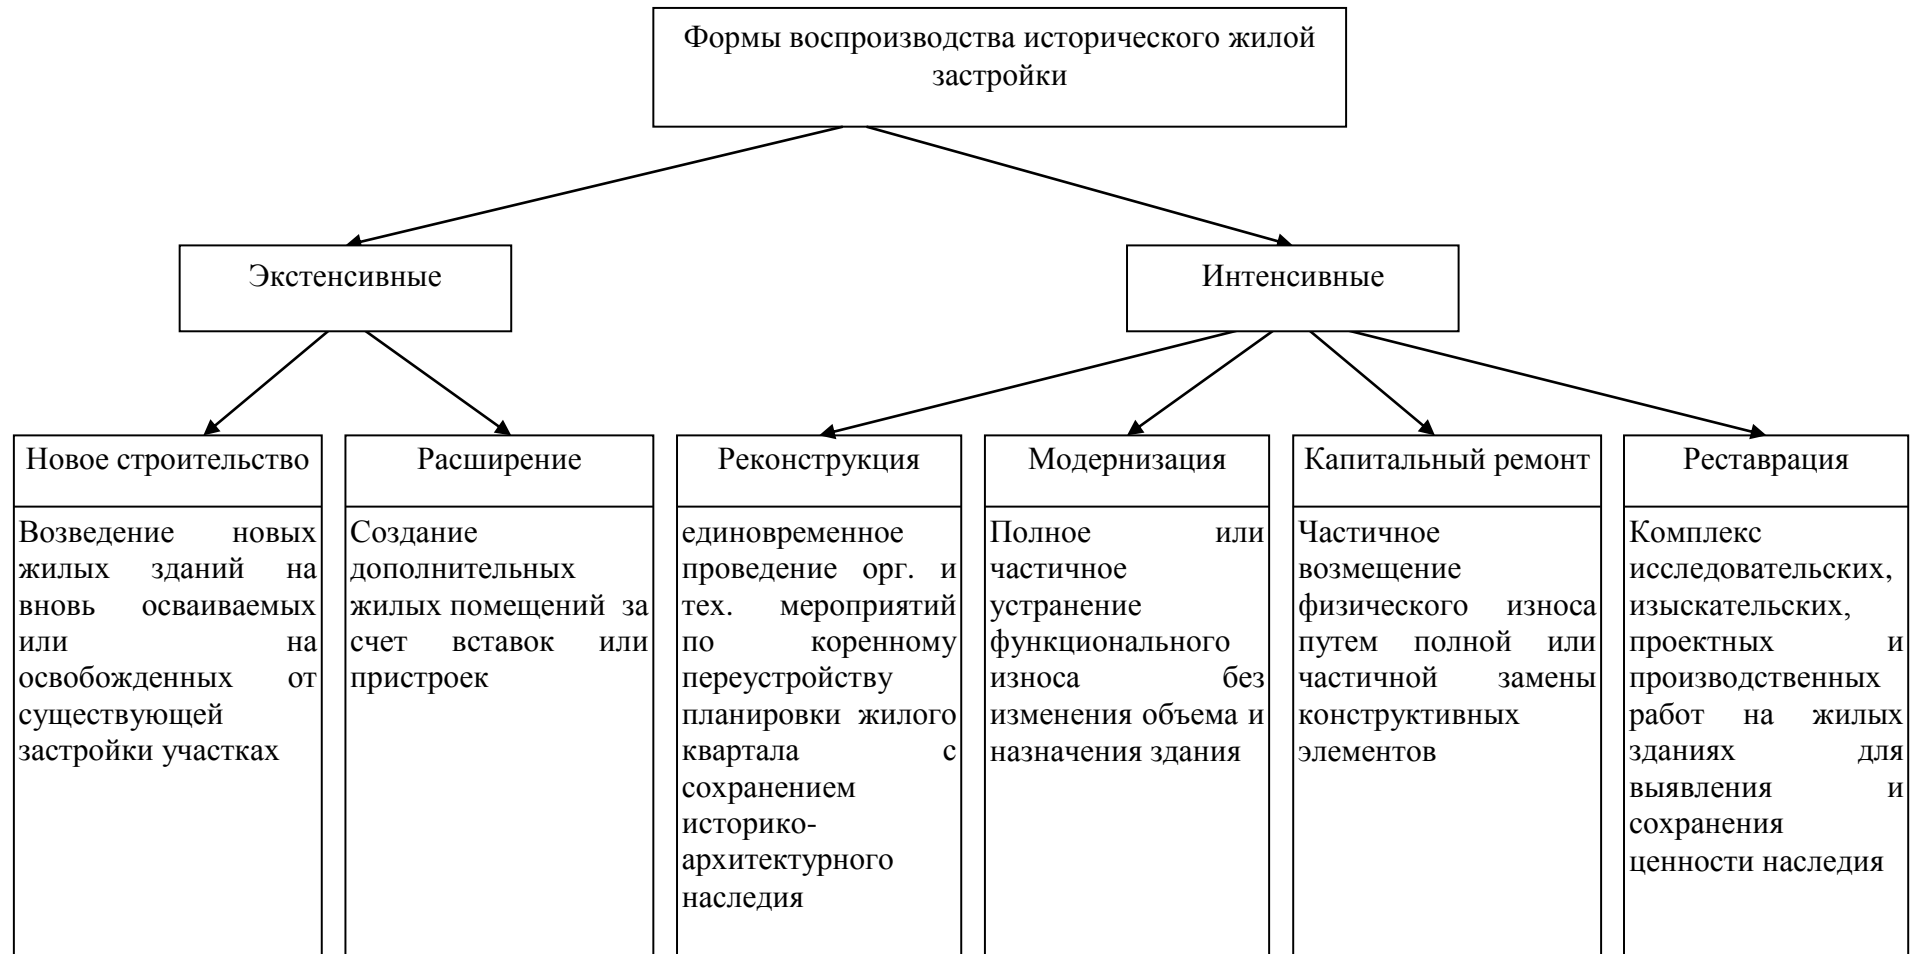 Формы воспроизводства исторического жилой
застройки
Экстенсивные
Интенсивные
Новое строительство
Возведение новых
жилых зданий на
вновь осваиваемых
или на
освобожденных от
существующей
застройки участках
Расширение
Создание
дополнительных
жилых помещений за
счет вставок или
пристроек
Реконструкция
единовременное
проведение орг. и
тех. мероприятий
по коренному
переустройству
планировки жилого
квартала с
сохранением
историко-
архитектурного
наследия
Модернизация
Полное или
частичное
устранение
функционального
износа без
изменения объема и
назначения здания
Капитальный ремонт
Частичное
возмещение
физического износа
путем полной или
частичной замены
конструктивных
элементов
Реставрация
Комплекс
исследовательских,
изыскательских,
проектных и
производственных
работ на жилых
зданиях для
выявления и
сохранения
ценности наследия